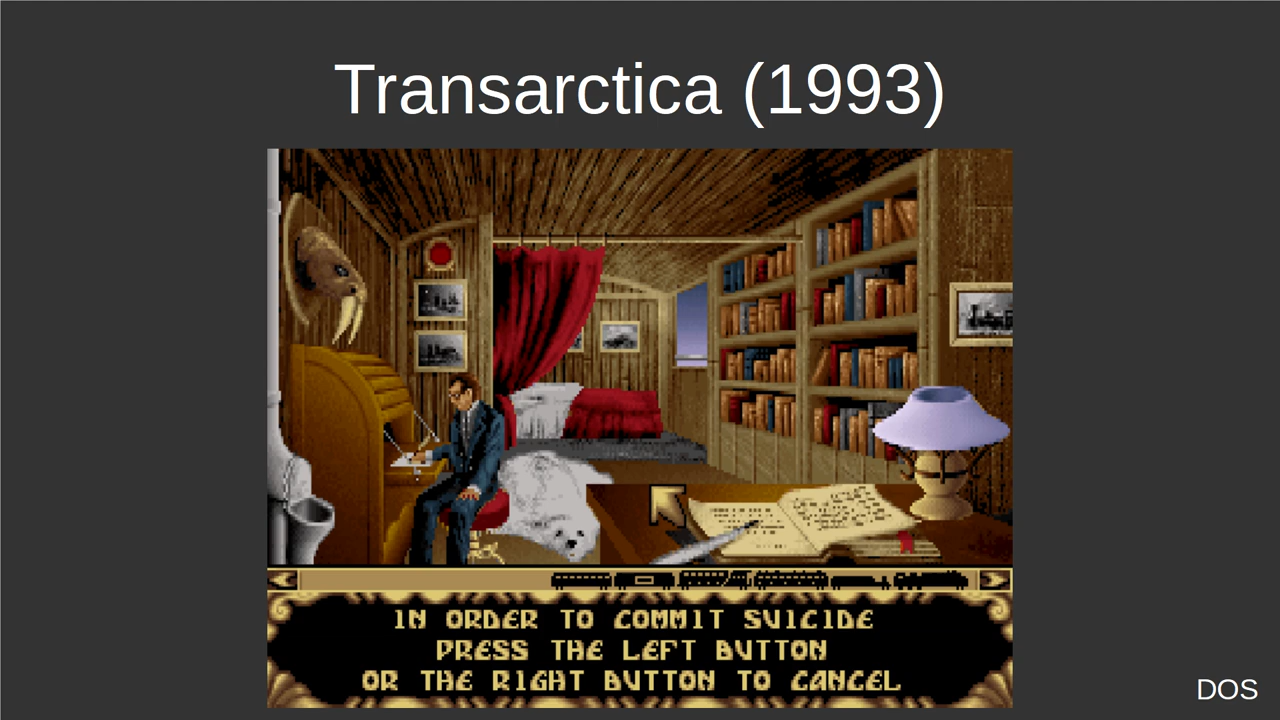 Transarctica (1993)
IN ORDER TO COMMIT SUICIDE
PRESS THE LEFT BUTTON
OR THE RIGHT BUTTON TO CANCEL
DOS